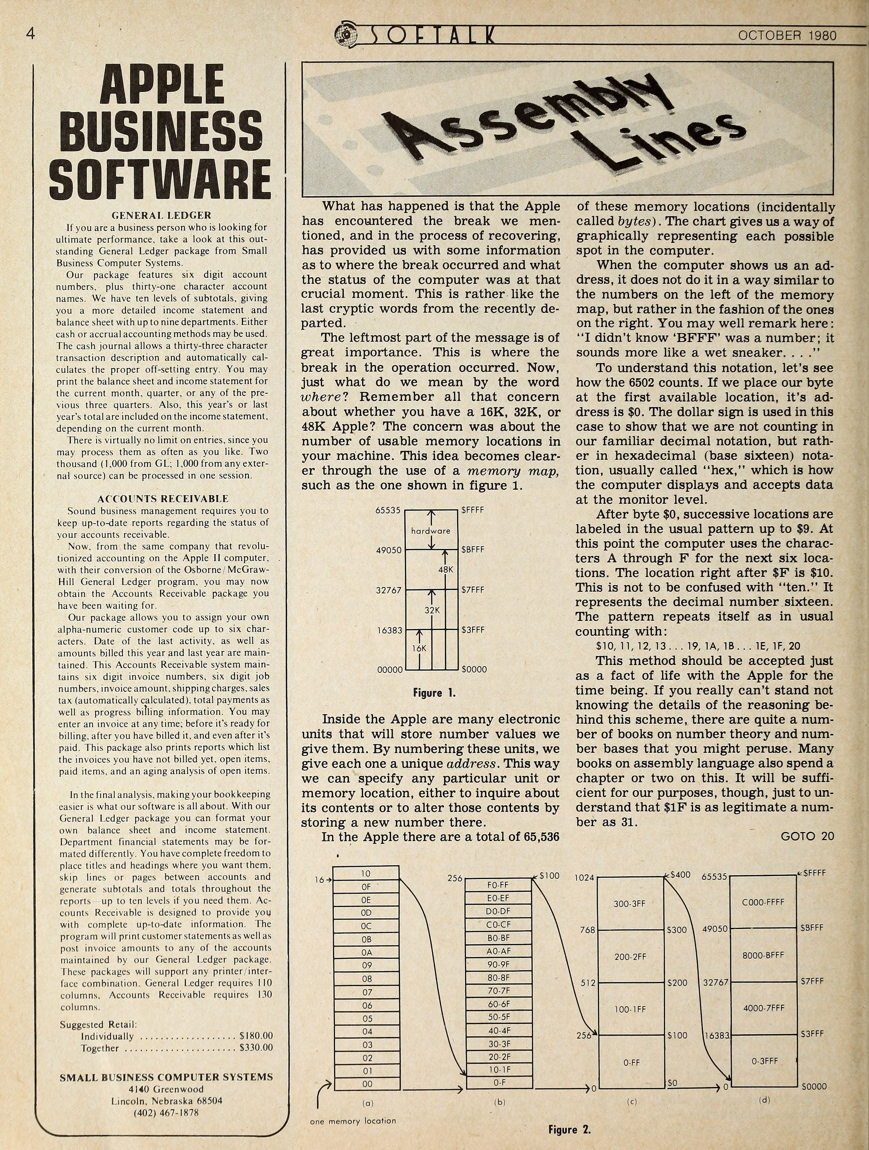 4
SOFTALK
OCTOBER 1980
APPLE
BUSINESS
SOFTWARE
GENERAL LEDGER
If you are a business person who is looking for
ultimate performance, take a look at this out-
standing General Ledger package from Small
Business Computer Systems.
Our package features six digit account
numbers, plus thirty-one character account
names. We have ten levels of subtotals, giving
you a more detailed income statement and
balance sheet with up to nine departments. Either
cash or accrual accounting methods may be used.
The cash journal allows a thirty-three character
transaction description and automatically cal-
culates the proper off-setting entry. You may
print the balance sheet and income statement for
the current month, quarter, or any of the pre-
vious three quarters. Also, this year's or last
year's total are included on the income statement,
depending on the current month.
There is virtually no limit on entries, since you
may process them as often as you like. Two
thousand (1,000 from GL; 1,000 from any exter-
nal source) can be processed in one session.
ACCOUNTS RECEIVABLE
Sound business management requires you to
keep up-to-date reports regarding the status of
your accounts receivable.
Now, from the same company that revolu-
tionized accounting on the Apple II computer,
with their conversion of the Osborne/McGraw-
Hill General Ledger program, you may now
obtain the Accounts Receivable package you
have been waiting for.
Our package allows you to assign your own
alpha-numeric customer code up to six char-
acters. Date of the last activity, as well as
amounts billed this year and last year are main-
tained. This Accounts Receivable system main-
tains six digit invoice numbers, six digit job
numbers, invoice amount, shipping charges, sales
tax (automatically calculated), total payments as
well as progress billing information. You may
enter an invoice at any time; before it's ready for
billing, after you have billed it, and even after it's
paid. This package also prints reports which list
the invoices you have not billed yet, open items,
paid items, and an aging analysis of open items.
In the final analysis, making your bookkeeping
easier is what our software is all about. With our
General Ledger package you can format your
own balance sheet and income statement.
Department financial statements may be for-
mated differently. You have complete freedom to
place titles and headings where you want them,
skip lines or pages between accounts and
generate subtotals and totals throughout the
reports up to ten levels if you need them. Ac-
counts Receivable is designed to provide you
with complete up-to-date information. The
program will print customer statements as well as
post invoice amounts to any of the accounts
maintained by our General Ledger package.
These packages will support any printer/inter-
face combination. General Ledger requires 110
columns, Accounts Receivable requires 130
columns.
Suggested Retail:
Individually ................... $180.00
Together ...................... $330.00
SMALL BUSINESS COMPUTER SYSTEMS
4140 Greenwood
Lincoln, Nebraska 68504
(402) 467-1878
Assembly
Lines
What has happened is that the Apple
has encountered the break we men-
tioned, and in the process of recovering,
has provided us with some information
as to where the break occurred and what
the status of the computer was at that
crucial moment. This is rather like the
last cryptic words from the recently de-
parted.
The leftmost part of the message is of
great importance. This is where the
break in the operation occurred. Now,
just what do we mean by the word
where? Remember all that concern
about whether you have a 16K, 32K, or
48K Apple? The concern was about the
number of usable memory locations in
your machine. This idea becomes clear-
er through the use of a memory map,
such as the one shown in figure 1.
65535 $FFFF
hardware
49050 $BFFF
48K
32767 $7FFF
32K
16383 $3FFF
16K
00000 $0000
Figure 1.
Inside the Apple are many electronic
units that will store number values we
give them. By numbering these units, we
give each one a unique address. This way
we can specify any particular unit or
memory location, either to inquire about
its contents or to alter those contents by
storing a new number there.
In the Apple there are a total of 65,536
of these memory locations (incidentally
called bytes). The chart gives us a way of
graphically representing each possible
spot in the computer.
When the computer shows us an ad-
dress, it does not do it in a way similar to
the numbers on the left of the memory
map, but rather in the fashion of the ones
on the right. You may well remark here:
"I didn't know 'BFFF' was a number; it
sounds more like a wet sneaker. . . ."
To understand this notation, let's see
how the 6502 counts. If we place our byte
at the first available location, it's ad-
dress is $0. The dollar sign is used in this
case to show that we are not counting in
our familiar decimal notation, but rath-
er in hexadecimal (base sixteen) nota-
tion, usually called "hex," which is how
the computer displays and accepts data
at the monitor level.
After byte $0, successive locations are
labeled in the usual pattern up to $9. At
this point the computer uses the charac-
ters A through F for the next six loca-
tions. The location right after $F is $10.
This is not to be confused with "ten." It
represents the decimal number sixteen.
The pattern repeats itself as in usual
counting with:
$10, 11, 12, 13 . . . 19, 1A, 1B . . . 1E, 1F, 20
This method should be accepted just
as a fact of life with the Apple for the
time being. If you really can't stand not
knowing the details of the reasoning be-
hind this scheme, there are quite a num-
ber of books on number theory and num-
ber bases that you might peruse. Many
books on assembly language also spend a
chapter or two on this. It will be suffi-
cient for our purposes, though, just to un-
derstand that $1F is as legitimate a num-
ber as 31.
GOTO 20
16
10
0F
0E
0D
0C
0B
0A
09
08
07
06
05
04
03
02
01
00
(a)
one memory location
256 $100
F0-FF
E0-EF
D0-DF
C0-CF
B0-BF
A0-AF
90-9F
80-8F
70-7F
60-6F
50-5F
40-4F
30-3F
20-2F
10-1F
0-F
(b)
1024 $400
300-3FF
768 $300
200-2FF
512 $200
100-1FF
256 $100
0-FF
0 $0
(c)
65535 $FFFF
C000-FFFF
49050 $BFFF
8000-BFFF
32767 $7FFF
4000-7FFF
16383 $3FFF
0-3FFF
0 $0000
(d)
Figure 2.